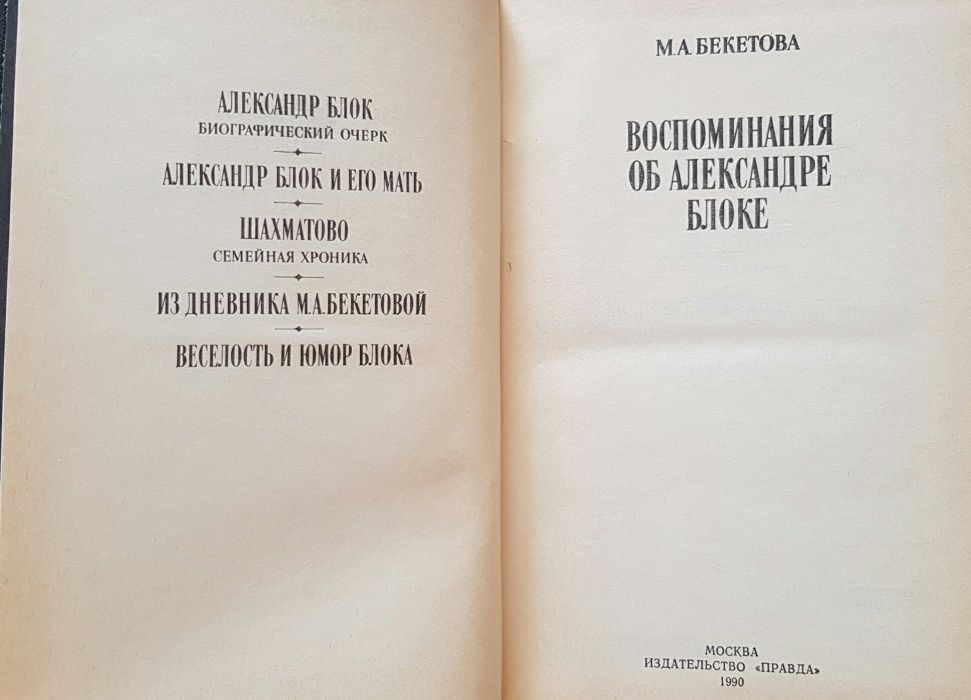 АЛЕКСАНДР БЛОК
БИОГРАФИЧЕСКИЙ ОЧЕРК
АЛЕКСАНДР БЛОК И ЕГО МАТЬ
ШАХМАТОВО
СЕМЕЙНАЯ ХРОНИКА
ИЗ ДНЕВНИКА М.А.БЕКЕТОВОЙ
ВЕСЕЛОСТЬ И ЮМОР БЛОКА
М.А.БЕКЕТОВА
ВОСПОМИНАНИЯ
ОБ АЛЕКСАНДРЕ
БЛОКЕ
МОСКВА
ИЗДАТЕЛЬСТВО «ПРАВДА»
1990